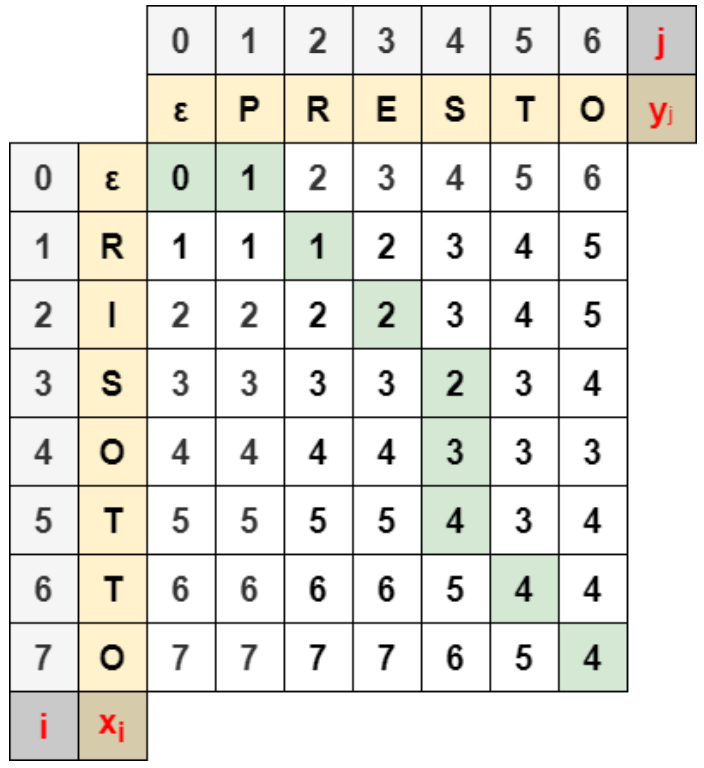 0 1 2 3 4 5 6 j
ε P R E S T O yj
0 ε 0 1 2 3 4 5 6
1 R 1 1 1 2 3 4 5
2 I 2 2 2 2 3 4 5
3 S 3 3 3 3 2 3 4
4 O 4 4 4 4 3 3 3
5 T 5 5 5 5 4 3 4
6 T 6 6 6 6 5 4 4
7 O 7 7 7 7 6 5 4
i xi